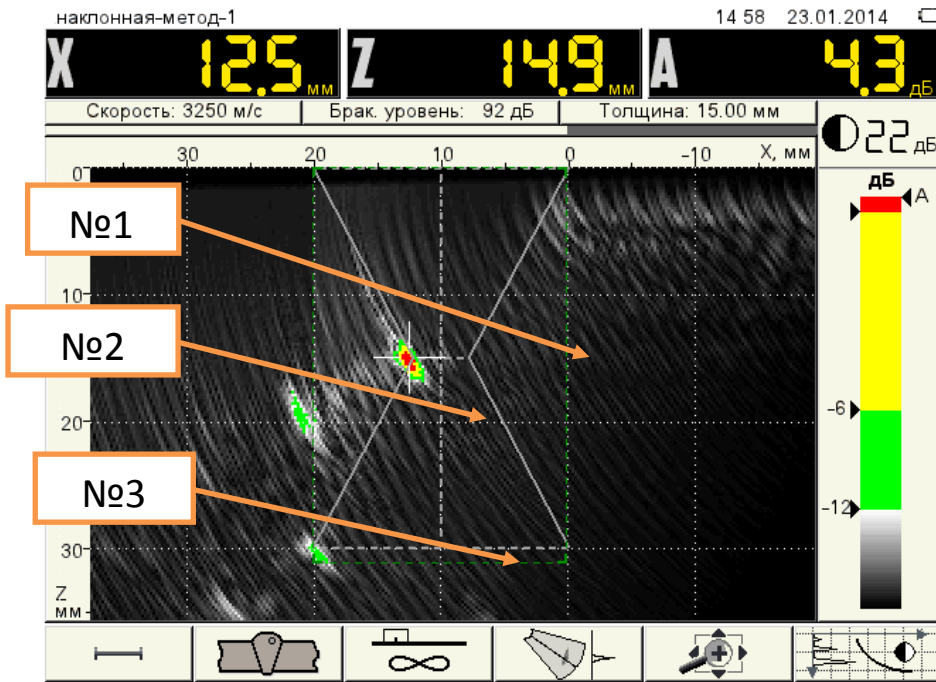 наклонная-метод-1 14 58 23.01.2014
X 12.5 мм Z 14.9 мм A 4.3 дБ
Скорость: 3250 м/с Брак. уровень: 92 дБ Толщина: 15.00 мм
22 дБ
30 20 10 0 -10 X, мм
0
дБ
A
№1
10
№2
-6
20
№3
-12
30
Z
мм